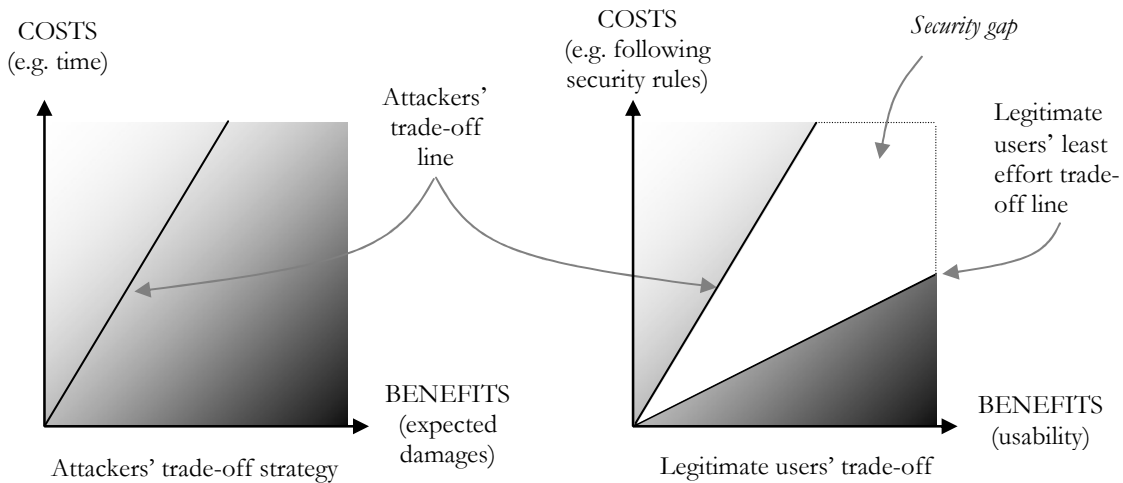 COSTS
(e.g. time)
Attackers'
trade-off
line
BENEFITS
(expected
damages)
Attackers' trade-off strategy
COSTS
(e.g. following
security rules)
Security gap
Legitimate
users' least
effort trade-
off line
BENEFITS
(usability)
Legitimate users' trade-off